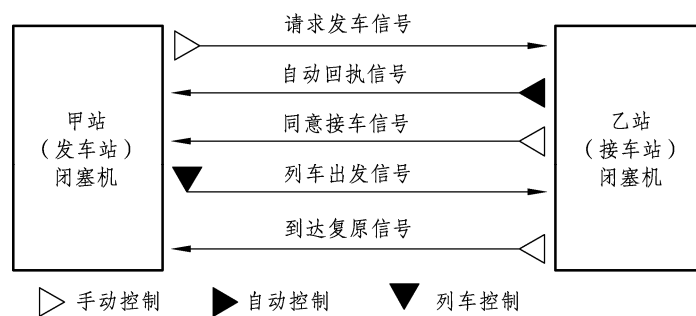 请求发车信号
自动回执信号
同意接车信号
列车出发信号
到达复原信号
甲站
（发车站）
闭塞机
乙站
（接车站）
闭塞机
手动控制
自动控制
列车控制